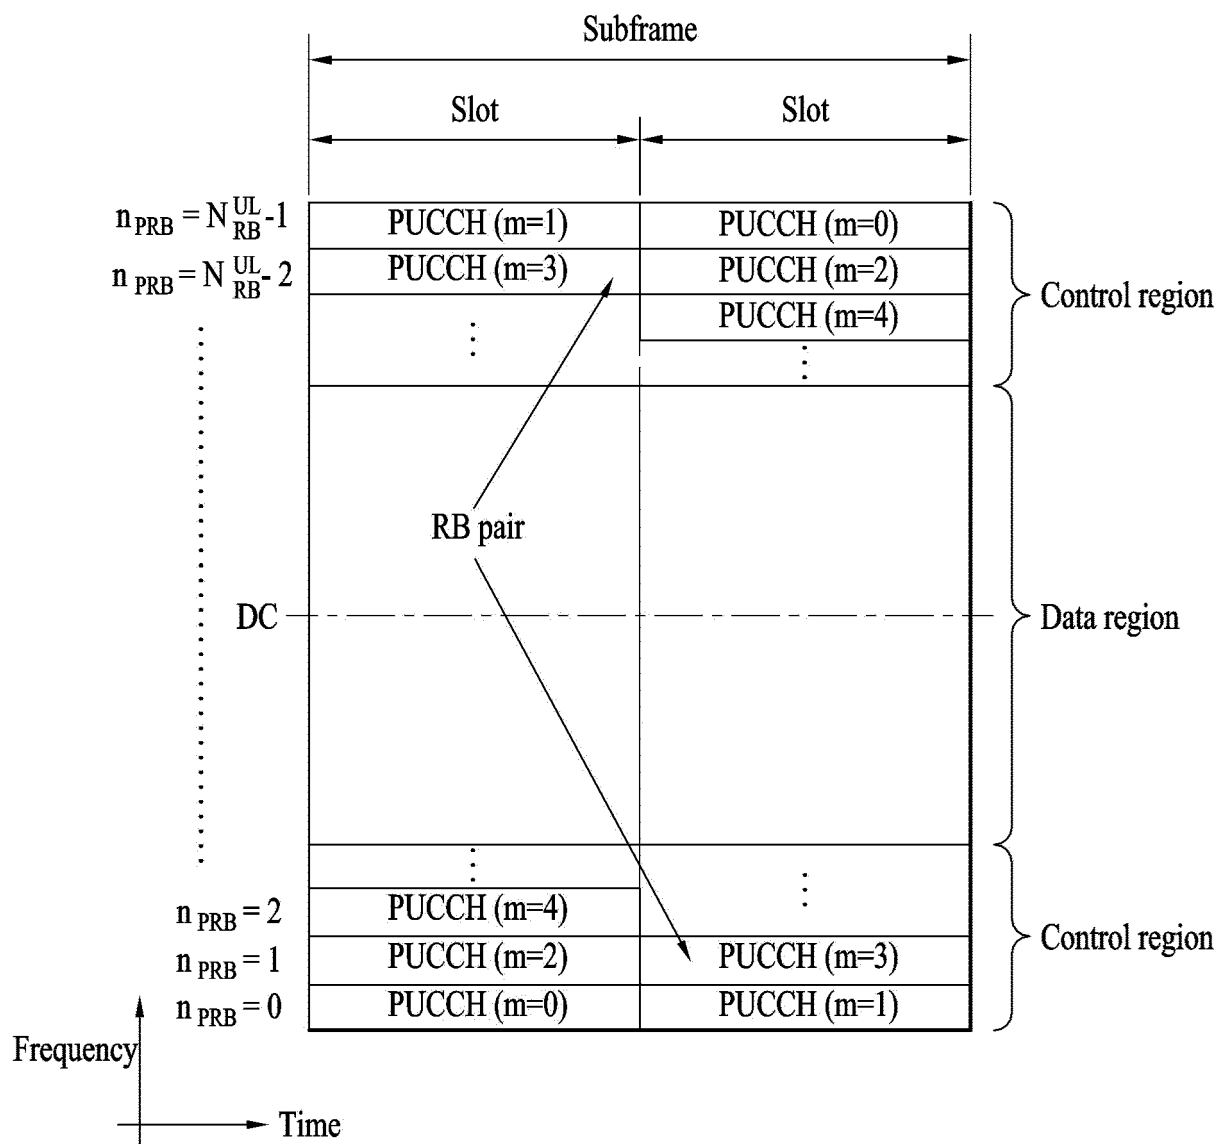 Subframe
Slot Slot
n PRB = N UL RB -1 PUCCH (m=1) PUCCH (m=0)
n PRB = N UL RB - 2 PUCCH (m=3) PUCCH (m=2)
PUCCH (m=4)
Control region
RB pair
DC
Data region
n PRB = 2 PUCCH (m=4)
n PRB = 1 PUCCH (m=2) PUCCH (m=3)
Control region
n PRB = 0 PUCCH (m=0) PUCCH (m=1)
Frequency
Time